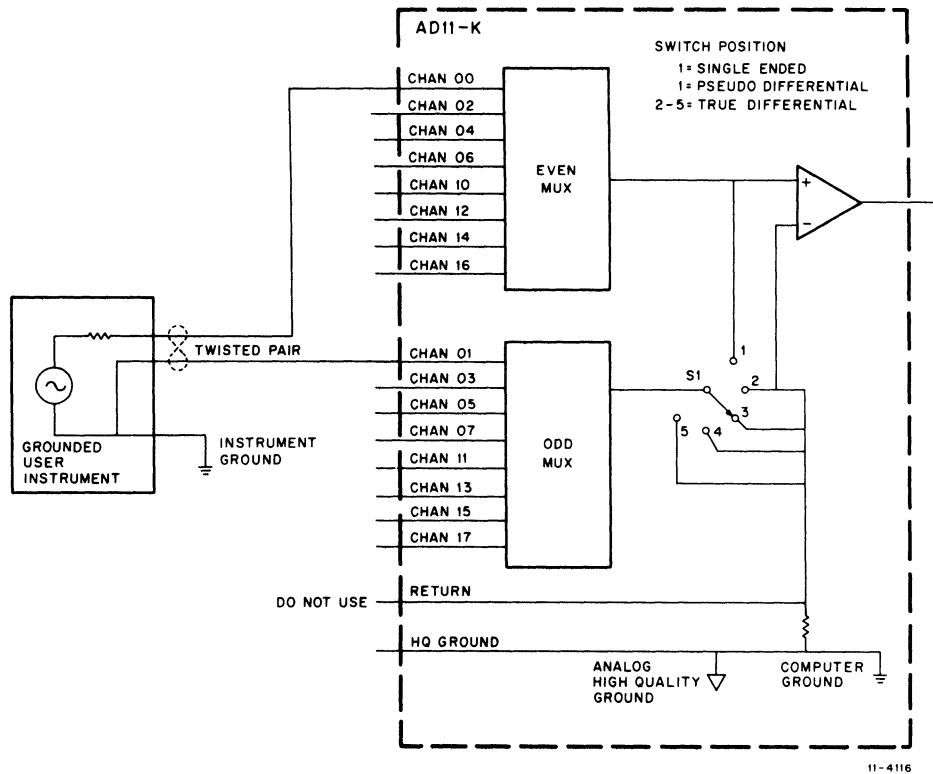 AD11-K
SWITCH POSITION
1= SINGLE ENDED
1= PSEUDO DIFFERENTIAL
2-5= TRUE DIFFERENTIAL
CHAN 00
CHAN 02
CHAN 04
CHAN 06
CHAN 10
CHAN 12
CHAN 14
CHAN 16
EVEN
MUX
+
−
TWISTED PAIR
GROUNDED
USER
INSTRUMENT
INSTRUMENT
GROUND
CHAN 01
CHAN 03
CHAN 05
CHAN 07
CHAN 11
CHAN 13
CHAN 15
CHAN 17
ODD
MUX
S1
1
2
3
4
5
DO NOT USE
RETURN
HQ GROUND
ANALOG
HIGH QUALITY
GROUND
COMPUTER
GROUND
11-4116